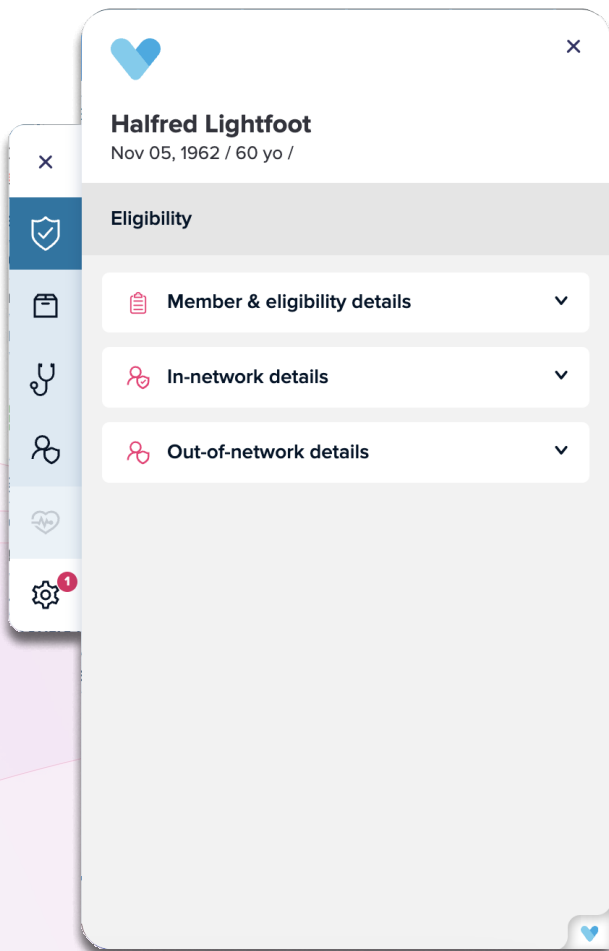 Halfred Lightfoot
Nov 05, 1962 / 60 yo /
Eligibility
Member & eligibility details
In-network details
Out-of-network details
1